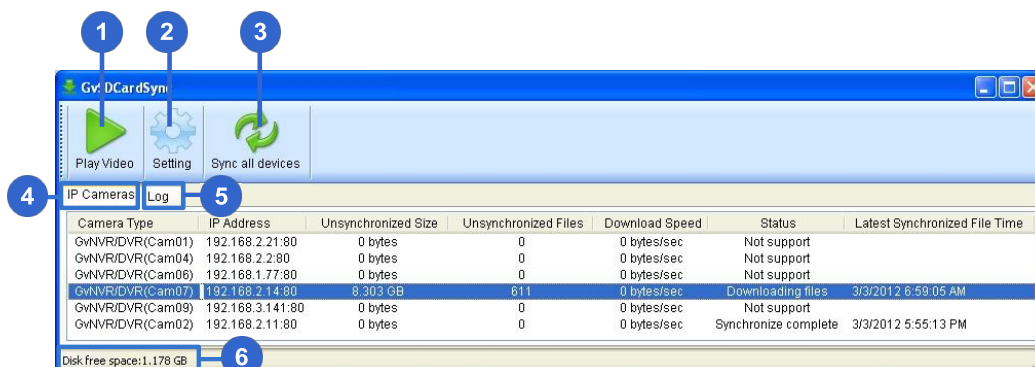 1 2 3
GvSDCardSync
Play Video Setting Sync all devices
4 IP Cameras Log 5
Camera Type IP Address Unsynchronized Size Unsynchronized Files Download Speed Status Latest Synchronized File Time
GvNVR/DVR(Cam01) 192.168.2.21:80 0 bytes 0 0 bytes/sec Not support
GvNVR/DVR(Cam04) 192.168.2.2:80 0 bytes 0 0 bytes/sec Not support
GvNVR/DVR(Cam06) 192.168.1.77:80 0 bytes 0 0 bytes/sec Not support
GvNVR/DVR(Cam07) 192.168.2.14:80 8.303 GB 611 0 bytes/sec Downloading files 3/3/2012 6:59:05 AM
GvNVR/DVR(Cam09) 192.168.3.141:80 0 bytes 0 0 bytes/sec Not support
GvNVR/DVR(Cam02) 192.168.2.11:80 0 bytes 0 0 bytes/sec Synchronize complete 3/3/2012 5:55:13 PM
Disk free space:1.178 GB 6